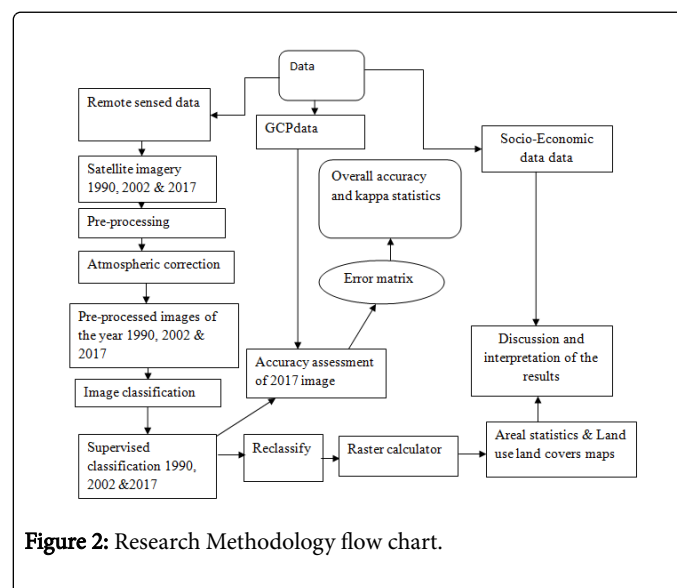 Data
Remote sensed data
GCPdata
Socio-Economic
data data
Satellite imagery
1990, 2002 & 2017
Overall accuracy
and kappa statistics
Pre-processing
Atmospheric correction
Error matrix
Pre-processed images of
the year 1990, 2002 &
2017
Accuracy assessment
of 2017 image
Discussion and
interpretation of the
results
Image classification
Supervised
classification 1990,
2002 &2017
Reclassify
Raster calculator
Areal statistics & Land
use land covers maps
Figure 2: Research Methodology flow chart.